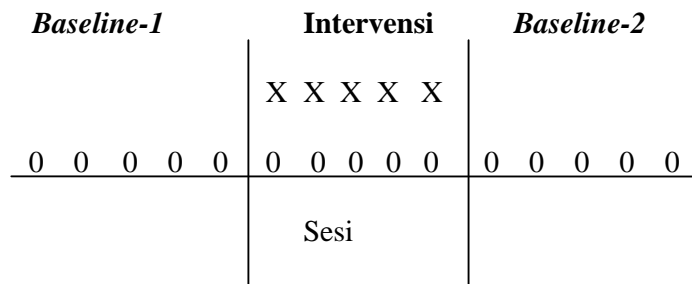 Baseline-1 Intervensi Baseline-2
X X X X X
0 0 0 0 0 0 0 0 0 0 0 0 0 0 0
Sesi